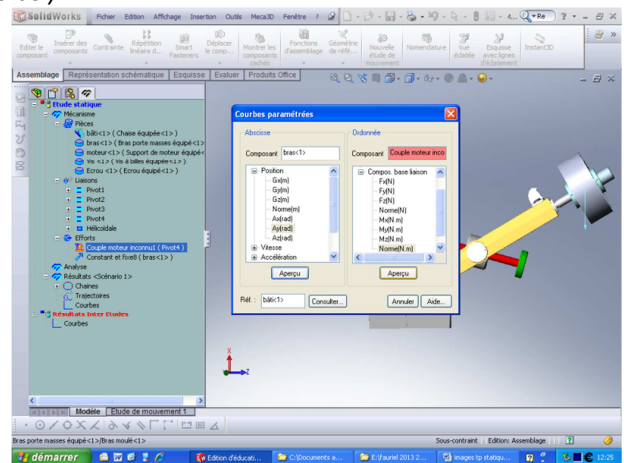 SolidWorks Fichier Edition Affichage Insertion Outils Meca3D Fenêtre ?
Editer le composant
Insérer des composants
Contrainte
Répétition linéaire d...
Smart Fasteners
Déplacer le comp...
Montrer les composants cachés
Fonctions d'assemblage
Géométrie de réfé...
Nouvelle étude de mouvement
Nomenclature
Vue éclatée
Esquisse avec lignes d'éclatement
Instant3D
Assemblage Représentation schématique Esquisse Evaluer Produits Office
Etude statique
Mécanisme
Pièces
bâti<1> ( Chaise équipée<1> )
bras<1> ( Bras porte masses équipé<1>
moteur<1> ( Support de moteur équipé<
Vis <1> ( Vis à billes équipée<1> )
Ecrou <1> ( Ecrou équipé<1> )
Liaisons
Pivot1
Pivot2
Pivot3
Pivot4
Hélicoïdale
Efforts
Couple moteur inconnu1 ( Pivot4 )
Constant et fixe8 ( bras<1> )
Analyse
Résultats <Scénario 1>
Chaines
Trajectoires
Courbes
Résultats Inter Etudes
Courbes
Courbes paramétrées
Abscisse
Composant bras<1>
Position
Gx(m)
Gy(m)
Gz(m)
Norme(m)
Ax(rad)
Ay(rad)
Az(rad)
Vitesse
Accélération
Aperçu
Ordonnée
Composant Couple moteur inco
Compos. base liaison
Fx(N)
Fy(N)
Fz(N)
Norme(N)
Mx(N.m)
My(N.m)
Mz(N.m)
Norme(N.m)
Aperçu
Réf. : bâti<1> Consulter... Annuler Aide...
X
Z
Modèle Etude de mouvement 1
Bras porte masses équipé<1>/Bras moulé<1> Sous-contraint Edition: Assemblage
démarrer Edition d'éducati... C:\Documents a... E:\fauriel 2013 2... images tp statiqu... 12:25